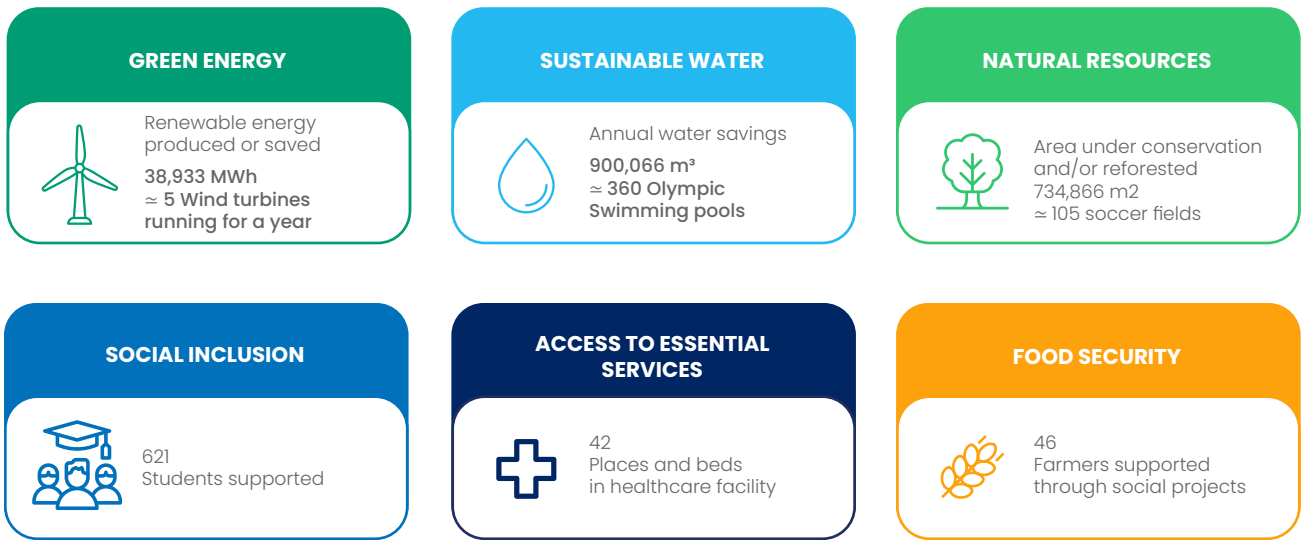 GREEN ENERGY
Renewable energy
produced or saved
38,933 MWh
≃ 5 Wind turbines
running for a year
SUSTAINABLE WATER
Annual water savings
900,066 m³
≃ 360 Olympic
Swimming pools
NATURAL RESOURCES
Area under conservation
and/or reforested
734,866 m2
≃ 105 soccer fields
SOCIAL INCLUSION
621
Students supported
ACCESS TO ESSENTIAL
SERVICES
42
Places and beds
in healthcare facility
FOOD SECURITY
46
Farmers supported
through social projects